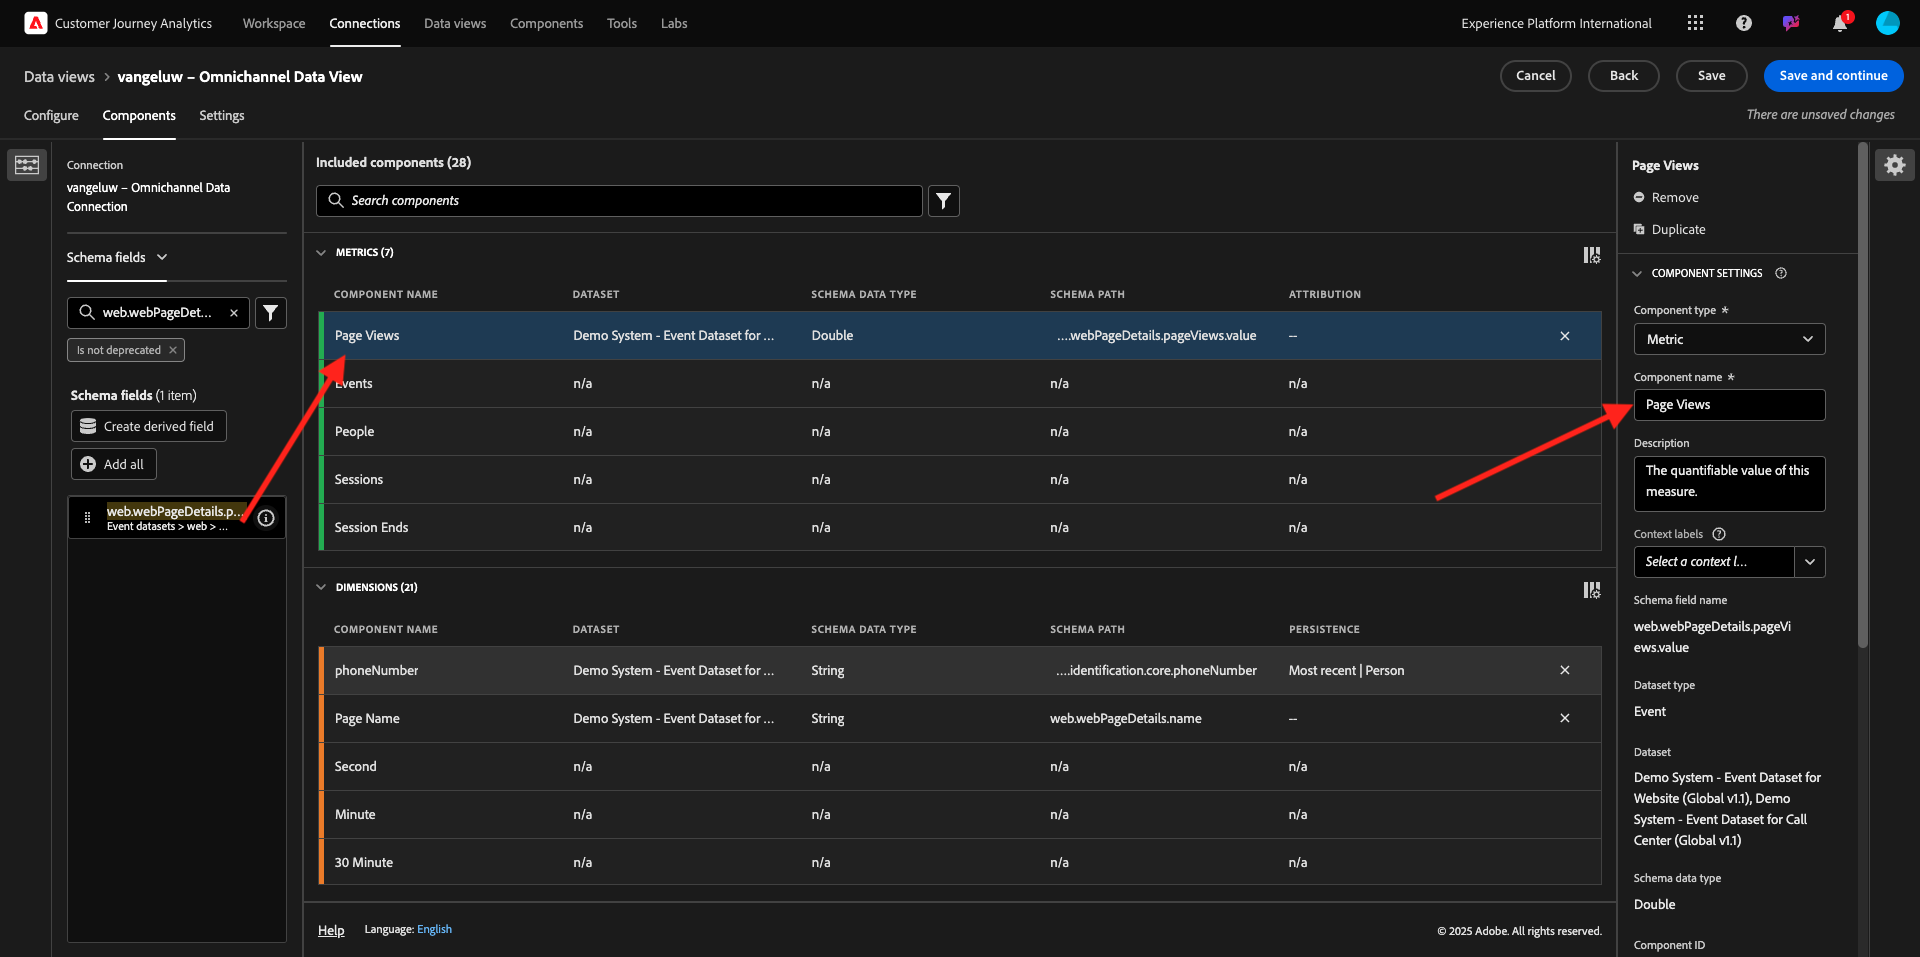 Customer Journey Analytics
Workspace
Connections
Data views
Components
Tools
Labs
Experience Platform International
1
Data views > vangeluw – Omnichannel Data View
Cancel
Back
Save
Save and continue
Configure
Components
Settings
There are unsaved changes
Connection
vangeluw – Omnichannel Data
Connection
Schema fields
web.webPageDet...
Is not deprecated
Schema fields (1 item)
Create derived field
Add all
web.webPageDetails.p...
Event datasets > web > ...
Included components (28)
Search components
METRICS (7)
COMPONENT NAME DATASET SCHEMA DATA TYPE SCHEMA PATH ATTRIBUTION
Page Views Demo System - Event Dataset for ... Double ....webPageDetails.pageViews.value --
Events n/a n/a n/a n/a
People n/a n/a n/a n/a
Sessions n/a n/a n/a n/a
Session Ends n/a n/a n/a n/a
DIMENSIONS (21)
COMPONENT NAME DATASET SCHEMA DATA TYPE SCHEMA PATH PERSISTENCE
phoneNumber Demo System - Event Dataset for ... String ....identification.core.phoneNumber Most recent | Person
Page Name Demo System - Event Dataset for ... String web.webPageDetails.name --
Second n/a n/a n/a n/a
Minute n/a n/a n/a n/a
30 Minute n/a n/a n/a n/a
Help
Language: English
© 2025 Adobe. All rights reserved.
Page Views
Remove
Duplicate
COMPONENT SETTINGS
Component type *
Metric
Component name *
Page Views
Description
The quantifiable value of this
measure.
Context labels
Select a context l...
Schema field name
web.webPageDetails.pageVi
ews.value
Dataset type
Event
Dataset
Demo System - Event Dataset for
Website (Global v1.1), Demo
System - Event Dataset for Call
Center (Global v1.1)
Schema data type
Double
Component ID